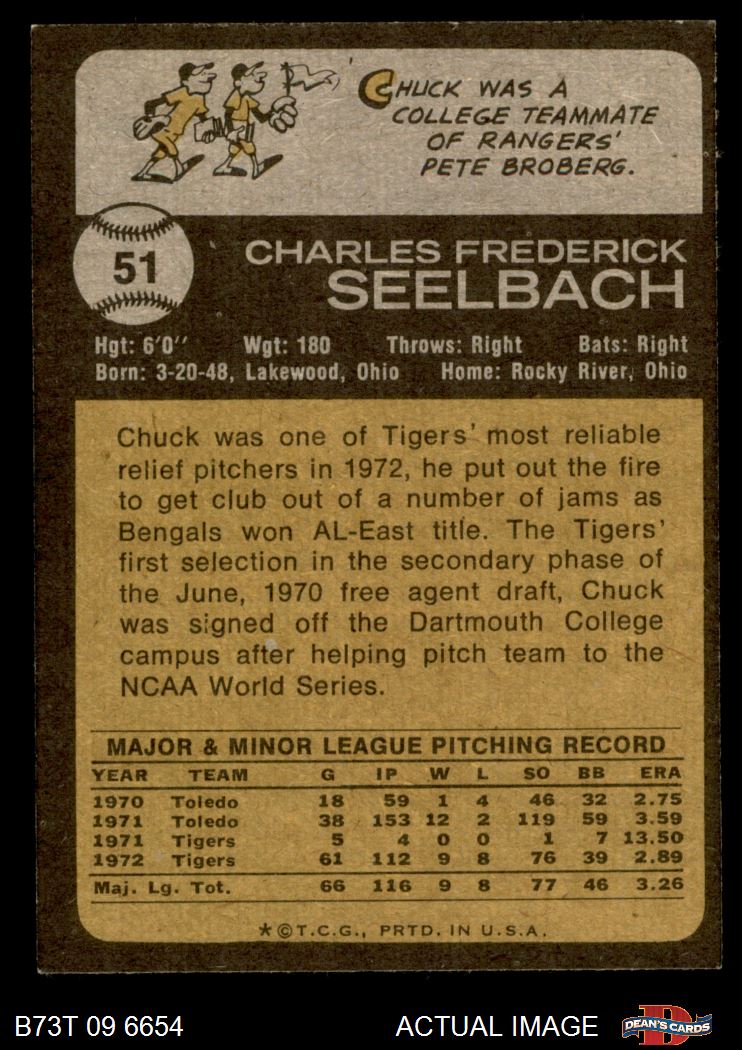 CHUCK WAS A
COLLEGE TEAMMATE
OF RANGERS'
PETE BROBERG.
51
CHARLES FREDERICK
SEELBACH
Hgt: 6'0'' Wgt: 180 Throws: Right Bats: Right
Born: 3-20-48, Lakewood, Ohio Home: Rocky River, Ohio
Chuck was one of Tigers' most reliable
relief pitchers in 1972, he put out the fire
to get club out of a number of jams as
Bengals won AL-East title. The Tigers'
first selection in the secondary phase of
the June, 1970 free agent draft, Chuck
was signed off the Dartmouth College
campus after helping pitch team to the
NCAA World Series.
MAJOR & MINOR LEAGUE PITCHING RECORD
YEAR TEAM G IP W L SO BB ERA
1970 Toledo 18 59 1 4 46 32 2.75
1971 Toledo 38 153 12 2 119 59 3.59
1971 Tigers 5 4 0 0 1 7 13.50
1972 Tigers 61 112 9 8 76 39 2.89
Maj. Lg. Tot. 66 116 9 8 77 46 3.26
*©T.C.G., PRTD. IN U.S.A.
B73T 09 6654 ACTUAL IMAGE D DEAN'S CARDS